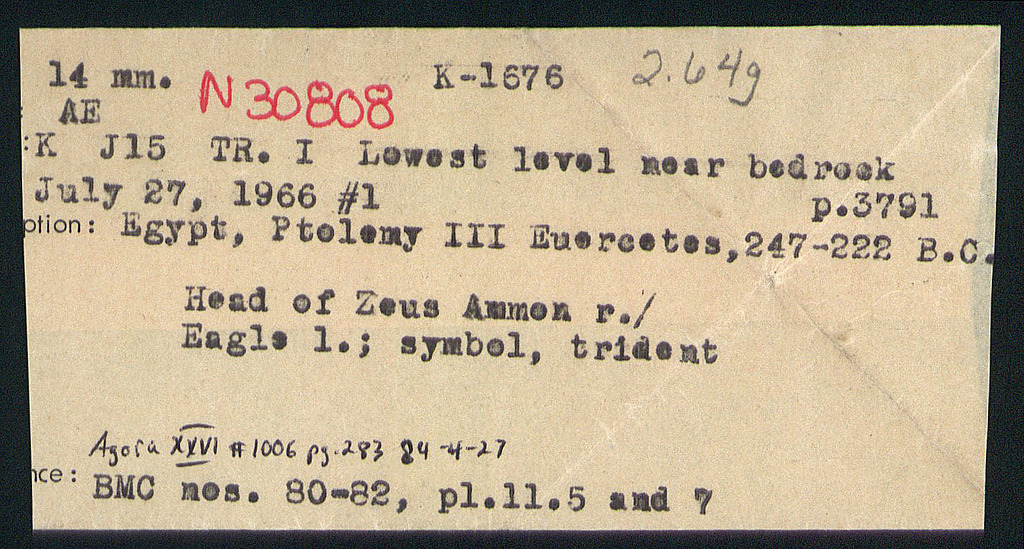 14 mm. N30808 K-1676 2.64g
AE
:K J15 TR. I Lowest level near bedrock
July 27, 1966 #1 p.3791
ption: Egypt, Ptolemy III Euercetes,247-222 B.C.
Head of Zeus Ammon r./
Eagle l.; symbol, trident
Agora XXVI #1006 pg.283 84-4-27
nce: BMC nos. 80-82, pl.11.5 and 7